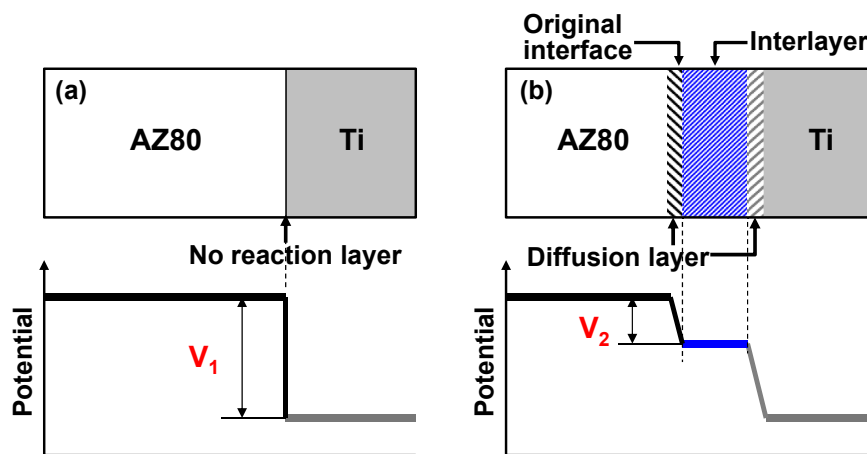 Original
interface
Interlayer
(a)
AZ80
Ti
(b)
AZ80
Ti
No reaction layer
Diffusion layer
Potential
V1
Potential
V2